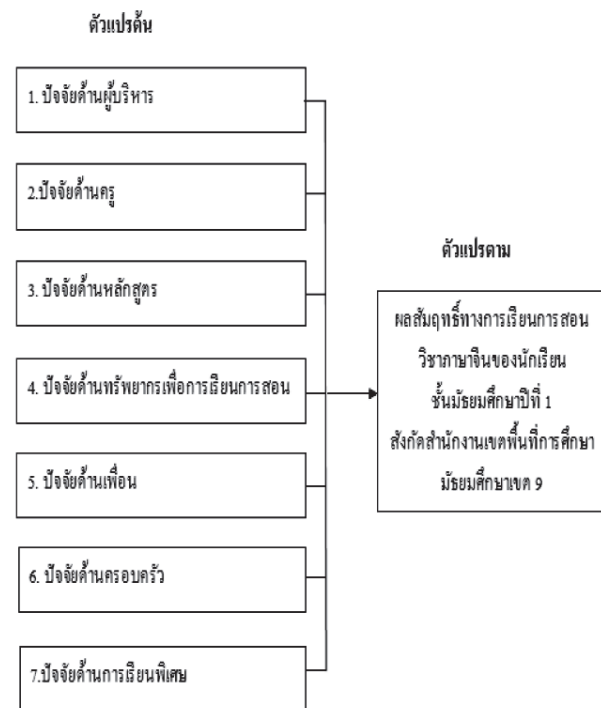 ตัวแปรต้น
1. ปัจจัยด้านผู้บริหาร
2.ปัจจัยด้านครู
3. ปัจจัยด้านหลักสูตร
4. ปัจจัยด้านทรัพยากรเพื่อการเรียนการสอน
5. ปัจจัยด้านเพื่อน
6. ปัจจัยด้านครอบครัว
7.ปัจจัยด้านการเรียนพิเศษ
ตัวแปรตาม
ผลสัมฤทธิ์ทางการเรียนการสอน
วิชาภาษาจีนของนักเรียน
ชั้นมัธยมศึกษาปีที่ 1
สังกัดสำนักงานเขตพื้นที่การศึกษา
มัธยมศึกษาเขต 9